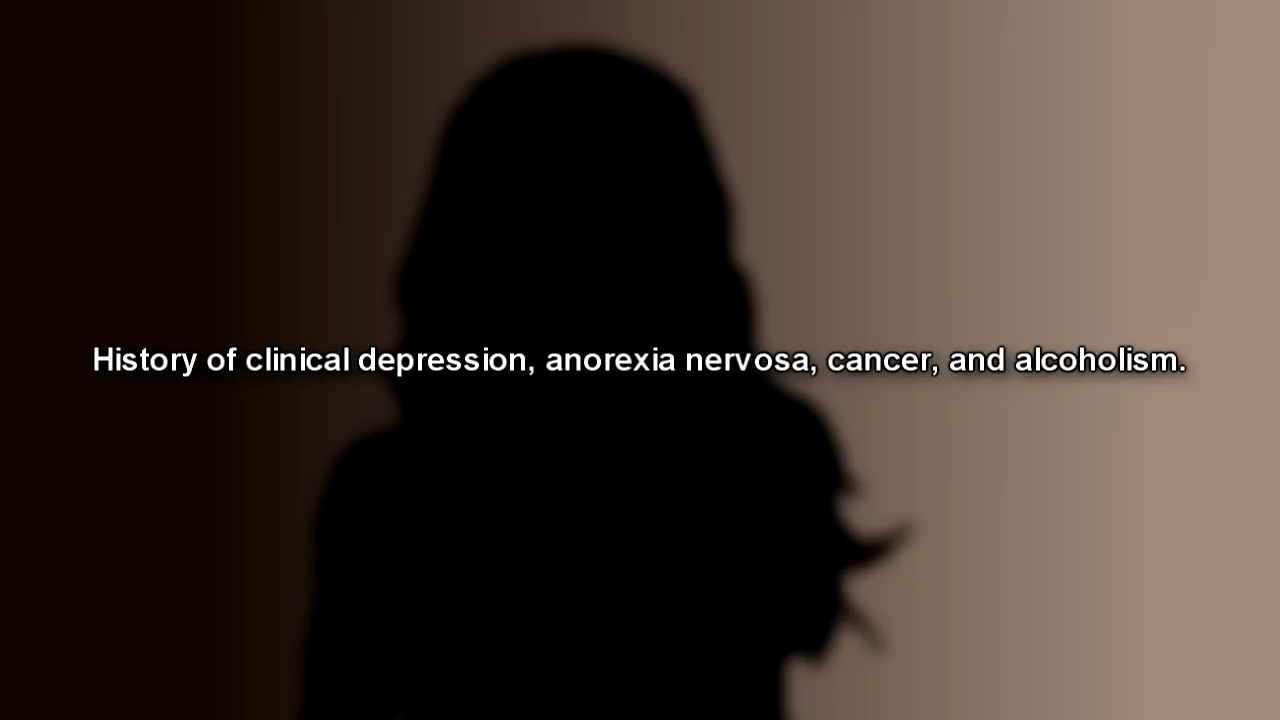 History of clinical depression, anorexia nervosa, cancer, and alcoholism.